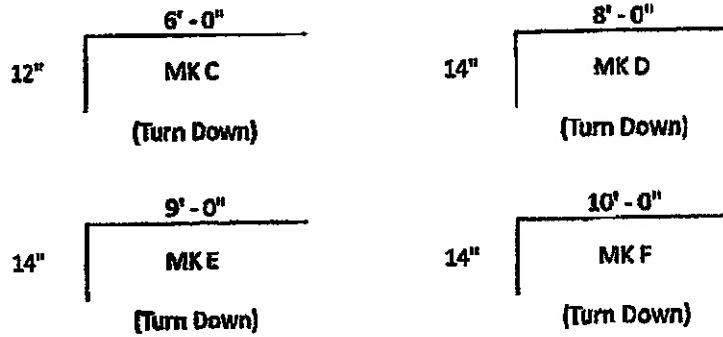 6' - 0"
12"
MK C
(Turn Down)
8' - 0"
14"
MK D
(Turn Down)
9' - 0"
14"
MK E
(Turn Down)
10' - 0"
14"
MK F
(Turn Down)